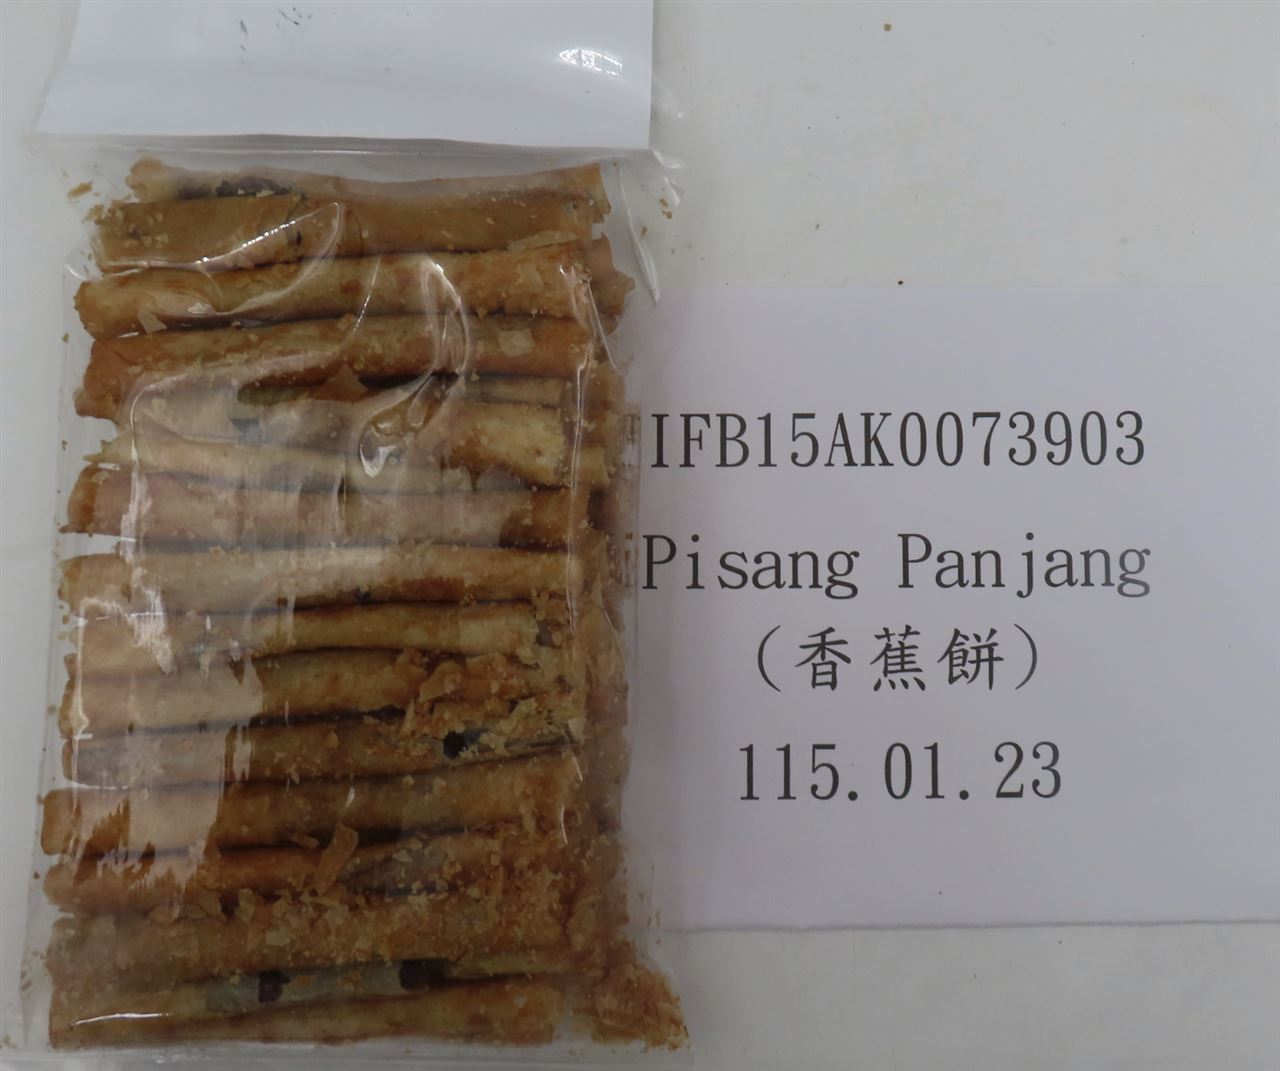 IFB15AK0073903
Pisang Panjang
（香蕉餅）
115.01.23